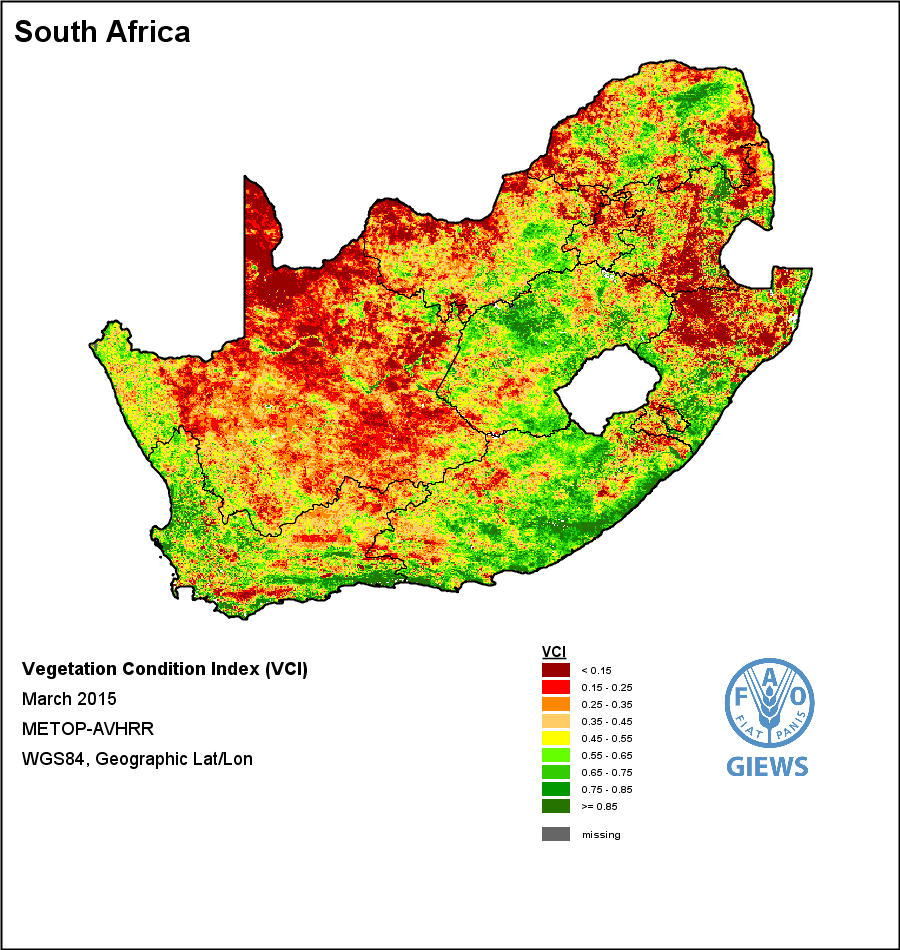 South Africa
Vegetation Condition Index (VCI)
March 2015
METOP-AVHRR
WGS84, Geographic Lat/Lon
VCI
< 0.15
0.15 - 0.25
0.25 - 0.35
0.35 - 0.45
0.45 - 0.55
0.55 - 0.65
0.65 - 0.75
0.75 - 0.85
>= 0.85
missing
F A O
FIAT PANIS
GIEWS